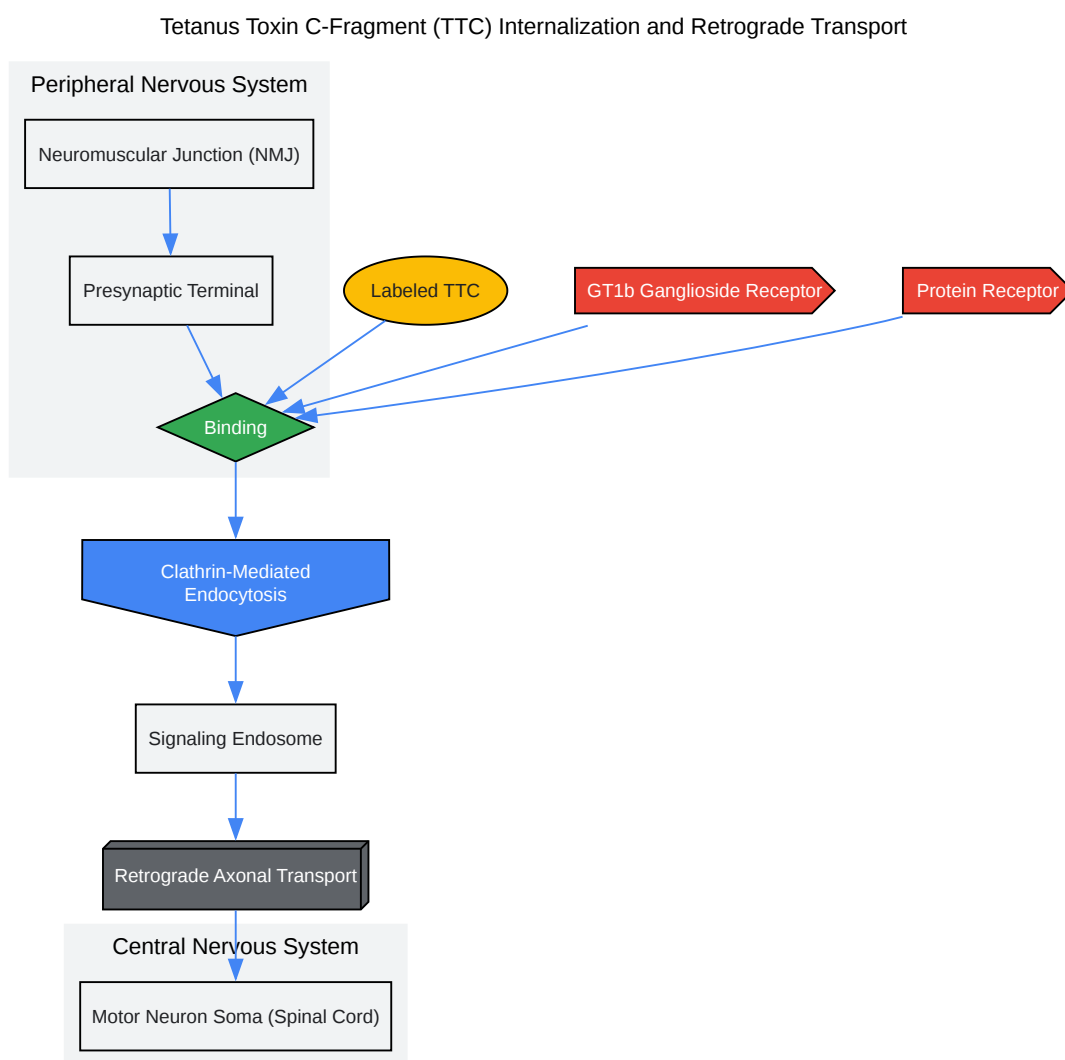 Tetanus Toxin C-Fragment (TTC) Internalization and Retrograde Transport
Peripheral Nervous System
Neuromuscular Junction (NMJ)
Presynaptic Terminal
Labeled TTC
GT1b Ganglioside Receptor
Protein Receptor
Binding
Clathrin-Mediated
Endocytosis
Signaling Endosome
Retrograde Axonal Transport
Central Nervous System
Motor Neuron Soma (Spinal Cord)